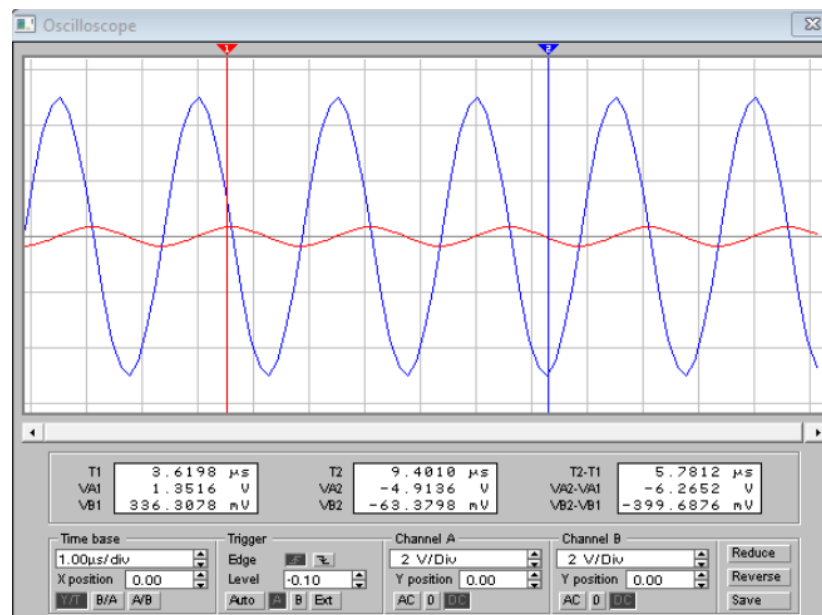 Oscilloscope
1 2
T1 3.6198 µs T2 9.4010 µs T2-T1 5.7812 µs
VA1 1.3516 V VA2 -4.9136 V VA2-VA1 -6.2652 V
VB1 336.3078 mV VB2 -63.3798 mV VB2-VB1 -399.6876 mV
Time base Trigger Channel A Channel B
1.00µs/div Edge 2 V/Div 2 V/Div Reduce
X position 0.00 Level -0.10 Y position 0.00 Y position 0.00 Reverse
Y/T B/A A/B Auto A B Ext AC 0 DC AC 0 DC Save